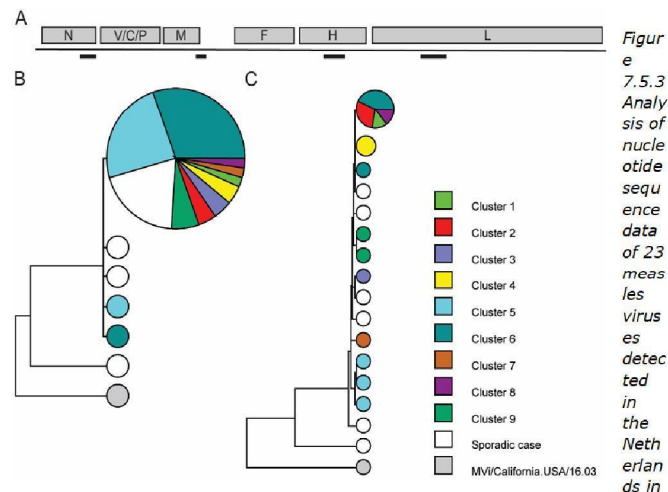 A
N
V/C/P
M
F
H
L
B
C
Cluster 1
Cluster 2
Cluster 3
Cluster 4
Cluster 5
Cluster 6
Cluster 7
Cluster 8
Cluster 9
Sporadic case
MVi/California.USA/16.03
Figur
e
7.5.3
Analy
sis of
nucle
otide
sequ
ence
data
of 23
meas
les
virus
es
detec
ted
in
the
Neth
erlan
ds in